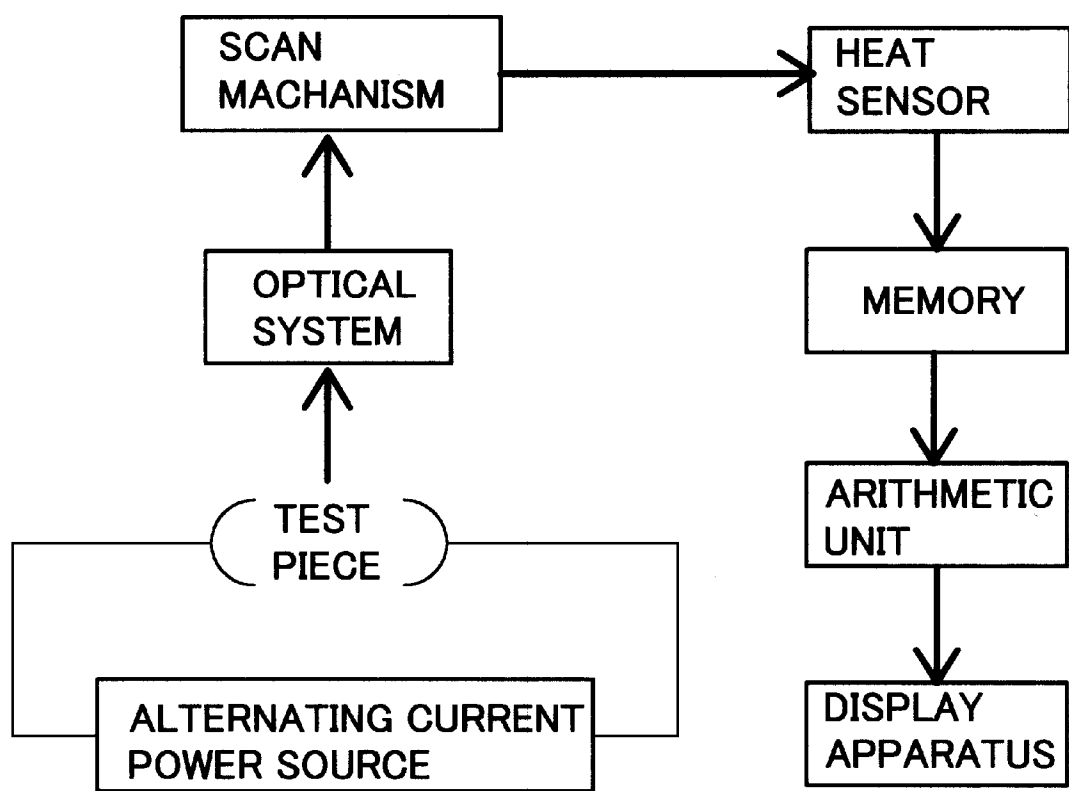 SCAN
MACHANISM
HEAT
SENSOR
OPTICAL
SYSTEM
MEMORY
TEST
PIECE
ARITHMETIC
UNIT
ALTERNATING CURRENT
POWER SOURCE
DISPLAY
APPARATUS